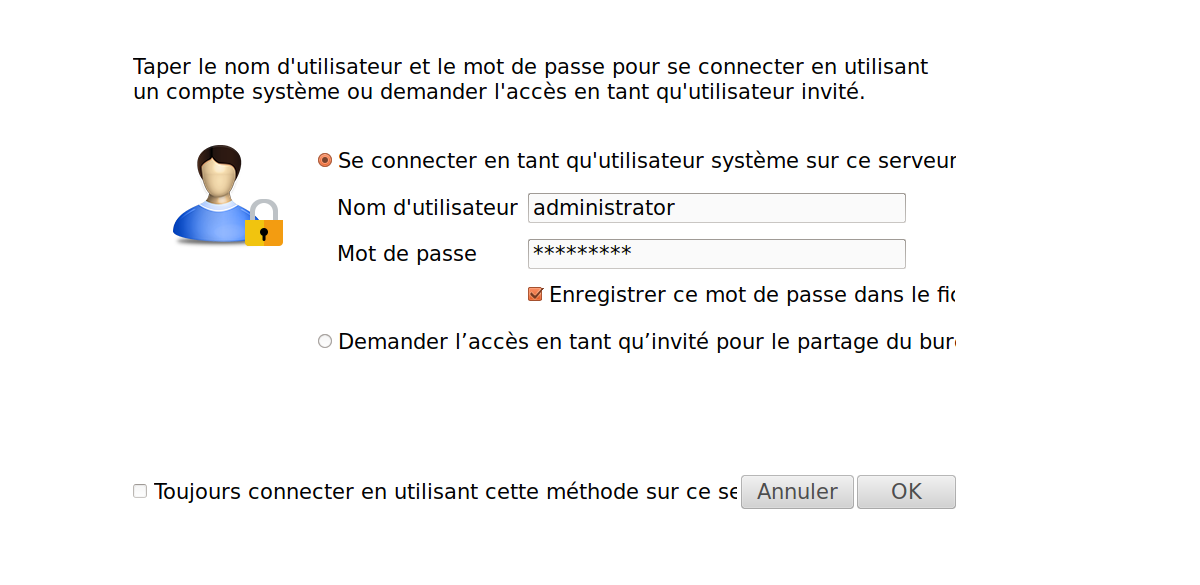 Taper le nom d'utilisateur et le mot de passe pour se connecter en utilisant
un compte système ou demander l'accès en tant qu'utilisateur invité.
Se connecter en tant qu'utilisateur système sur ce serveur
Nom d'utilisateur administrator
Mot de passe *********
Enregistrer ce mot de passe dans le fic
Demander l’accès en tant qu’invité pour le partage du bure
Toujours connecter en utilisant cette méthode sur ce se Annuler OK